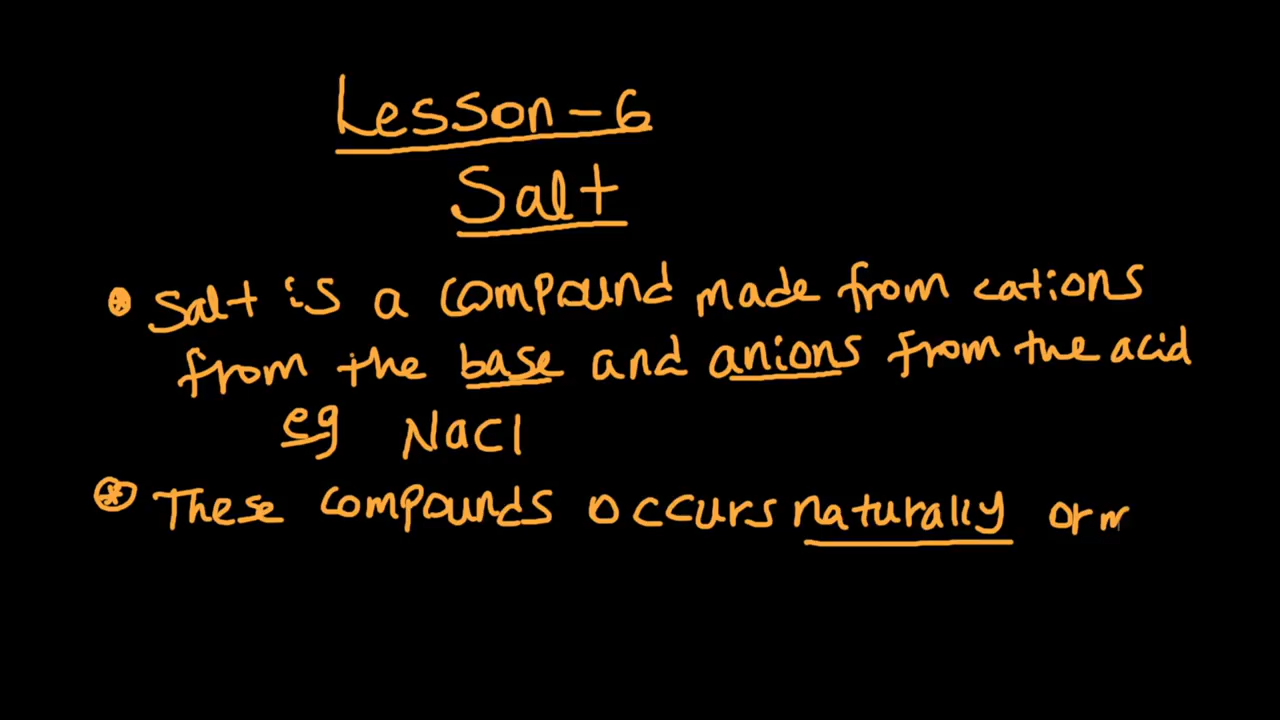 Lesson-6
Salt
Salt is a compound made from cations
from the base and anions from the acid
eg NaCl
These compounds occurs naturally or